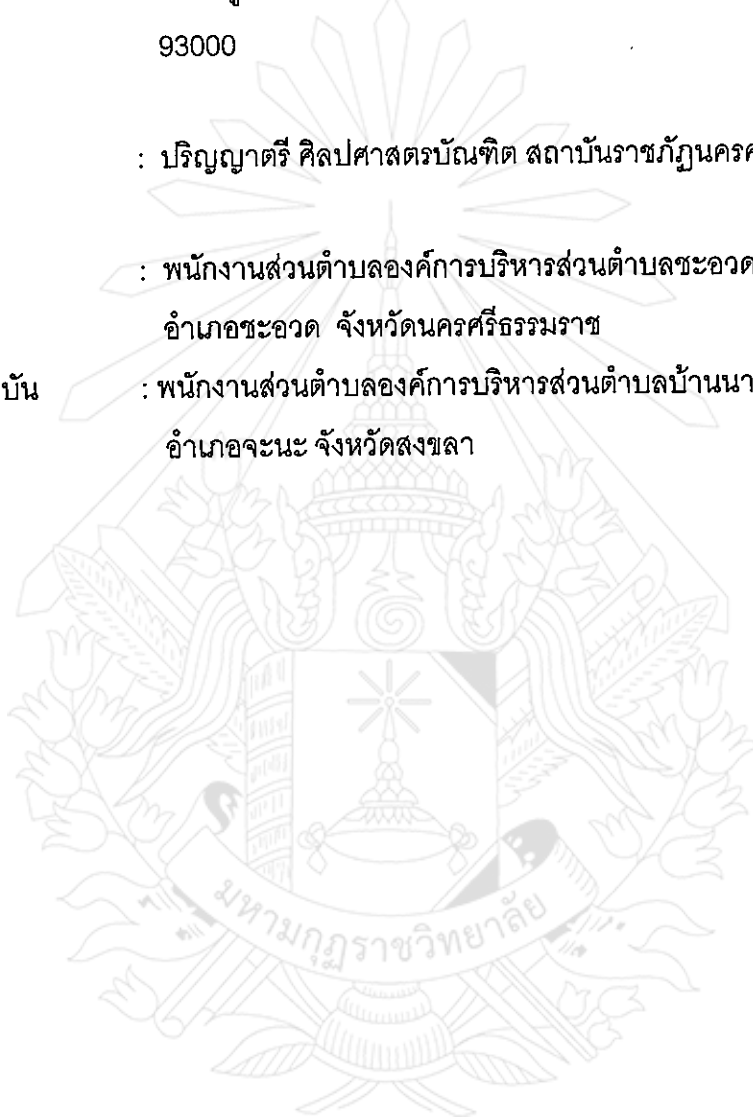 93000
: ปริญญาตรี ศิลปศาสตรบัณฑิต สถาบันราชภัฏนครศ
: พนักงานส่วนตำบลองค์การบริหารส่วนตำบลชะอวด
อำเภอชะอวด จังหวัดนครศรีธรรมราช
บัน : พนักงานส่วนตำบลองค์การบริหารส่วนตำบลบ้านนา
อำเภอจะนะ จังหวัดสงขลา
มหามกุฏราชวิทยาลัย